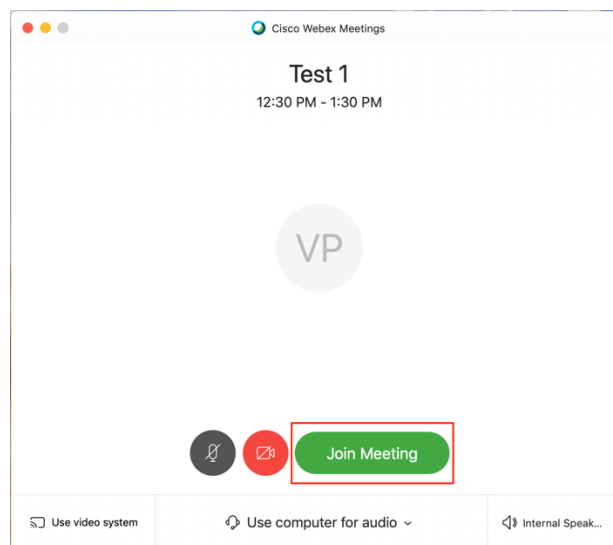 Cisco Webex Meetings
Test 1
12:30 PM - 1:30 PM
VP
Join Meeting
Use video system
Use computer for audio
Internal Speak...